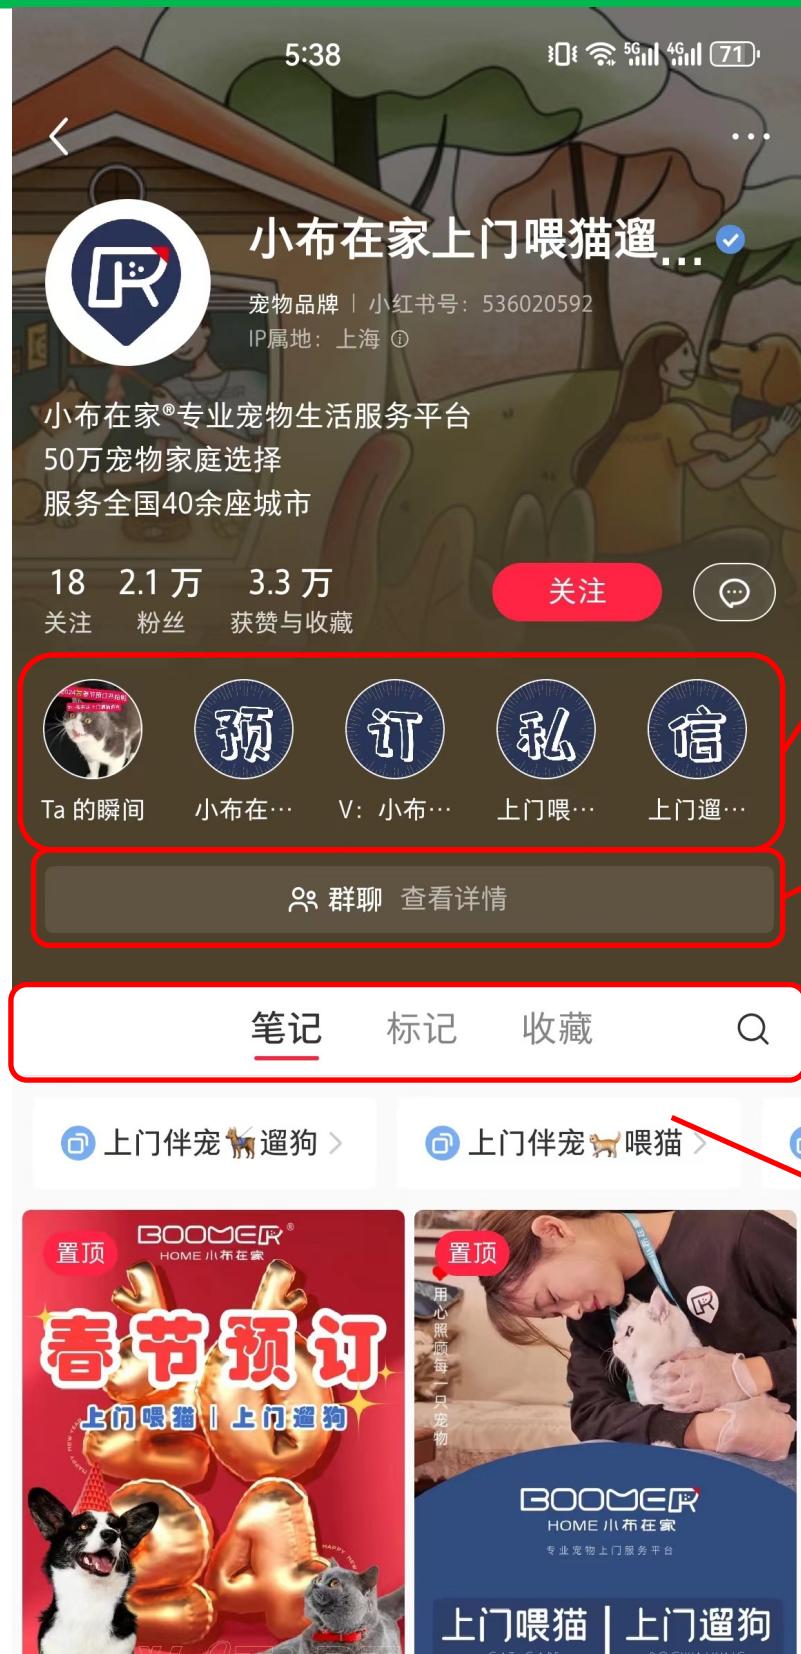 5:38
5G 4G 71
小布在家上门喂猫遛...
宠物品牌 | 小红书号：536020592
IP属地：上海
小布在家®专业宠物生活服务平台
50万宠物家庭选择
服务全国40余座城市
18 2.1万 3.3万
关注 粉丝 获赞与收藏
关注
预 订 私 信
Ta 的瞬间 小布在… V：小布… 上门喂… 上门遛…
群聊 查看详情
笔记 标记 收藏
上门伴宠🐕‍🦺遛狗 上门伴宠🐈喂猫
置顶
BOOMER®
HOME 小布在家
春节预订
上门喂猫 | 上门遛狗
HAPPY NEW YEAR
置顶
用心照顾每一只宠物
BOOMER
HOME 小布在家
专业宠物上门服务平台
上门喂猫 | 上门遛狗